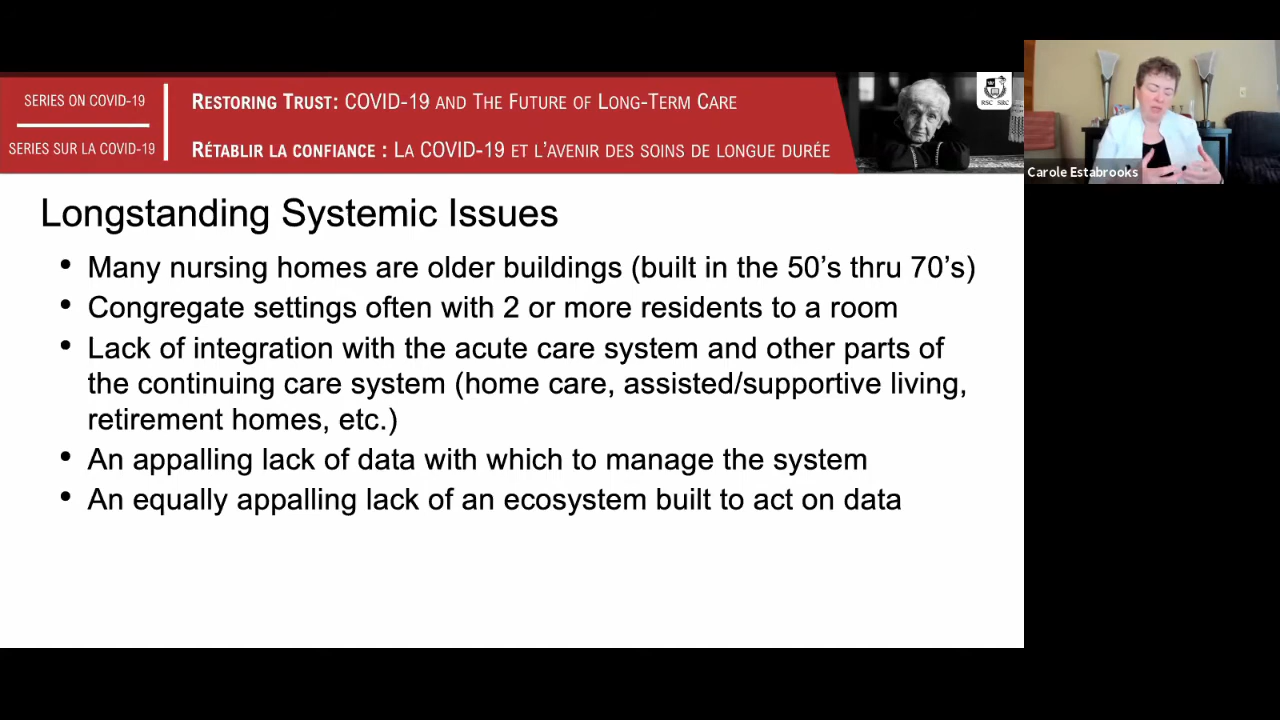 SERIES ON COVID-19
SERIES SUR LA COVID-19
RESTORING TRUST: COVID-19 AND THE FUTURE OF LONG-TERM CARE
RÉTABLIR LA CONFIANCE : LA COVID-19 ET L'AVENIR DES SOINS DE LONGUE DURÉE
RSC SRC
Carole Estabrooks
Longstanding Systemic Issues
• Many nursing homes are older buildings (built in the 50's thru 70's)
• Congregate settings often with 2 or more residents to a room
• Lack of integration with the acute care system and other parts of
the continuing care system (home care, assisted/supportive living,
retirement homes, etc.)
• An appalling lack of data with which to manage the system
• An equally appalling lack of an ecosystem built to act on data